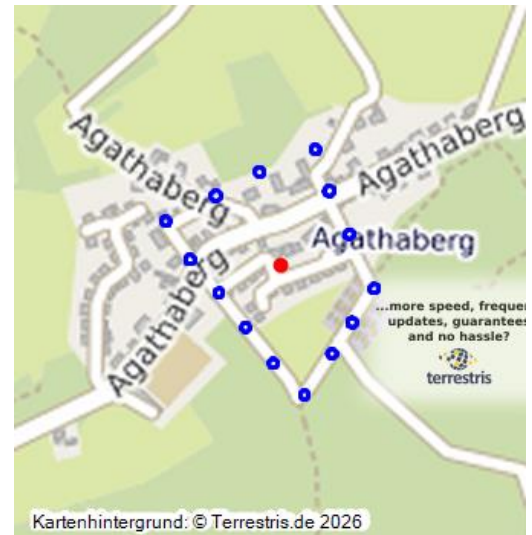 Agathaberg
Agathaberg
Agathaberg
Agathaberg
...more speed, frequen
updates, guarantees
and no hassle?
terrestris
Kartenhintergrund: © Terrestris.de 2026